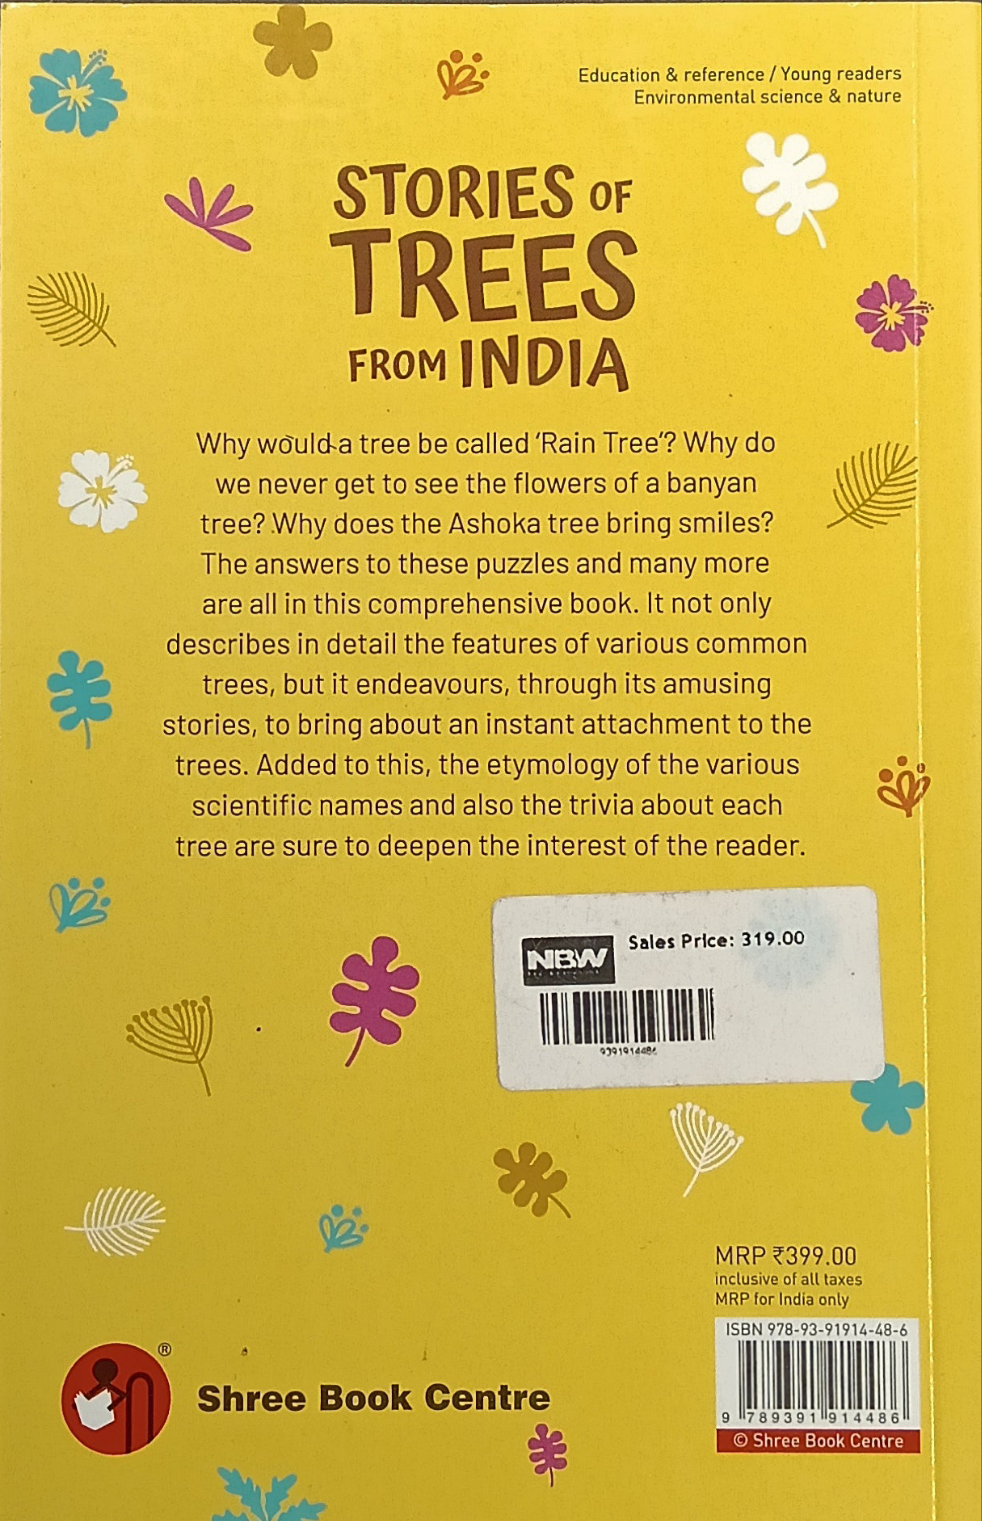 Education & reference / Young readers
Environmental science & nature
STORIES OF
TREES
FROM INDIA
Why would a tree be called ‘Rain Tree’? Why do
we never get to see the flowers of a banyan
tree? Why does the Ashoka tree bring smiles?
The answers to these puzzles and many more
are all in this comprehensive book. It not only
describes in detail the features of various common
trees, but it endeavours, through its amusing
stories, to bring about an instant attachment to the
trees. Added to this, the etymology of the various
scientific names and also the trivia about each
tree are sure to deepen the interest of the reader.
NBW
Sales Price: 319.00
9391914486
MRP ₹399.00
inclusive of all taxes
MRP for India only
ISBN 978-93-91914-48-6
9 789391 914486
© Shree Book Centre
®
Shree Book Centre